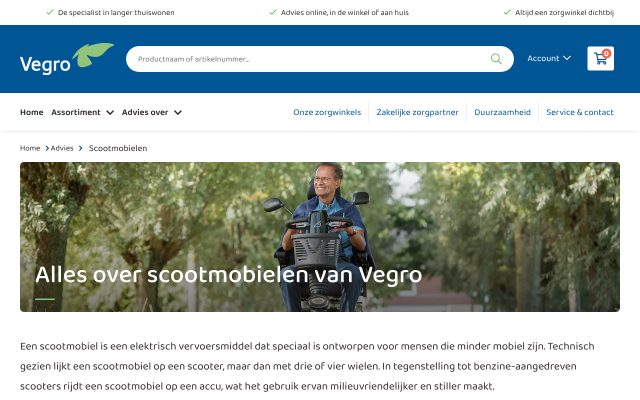 De specialist in langer thuiswonen
Advies online, in de winkel of aan huis
Altijd een zorgwinkel dichtbij
Vegro
Productnaam of artikelnummer...
Account
0
Home
Assortiment
Advies over
Onze zorgwinkels
Zakelijke zorgpartner
Duurzaamheid
Service & contact
Home
Advies
Scootmobielen
Alles over scootmobielen van Vegro
Een scootmobiel is een elektrisch vervoersmiddel dat speciaal is ontworpen voor mensen die minder mobiel zijn. Technisch
gezien lijkt een scootmobiel op een scooter, maar dan met drie of vier wielen. In tegenstelling tot benzine-aangedreven
scooters rijdt een scootmobiel op een accu, wat het gebruik ervan milieuvriendelijker en stiller maakt.